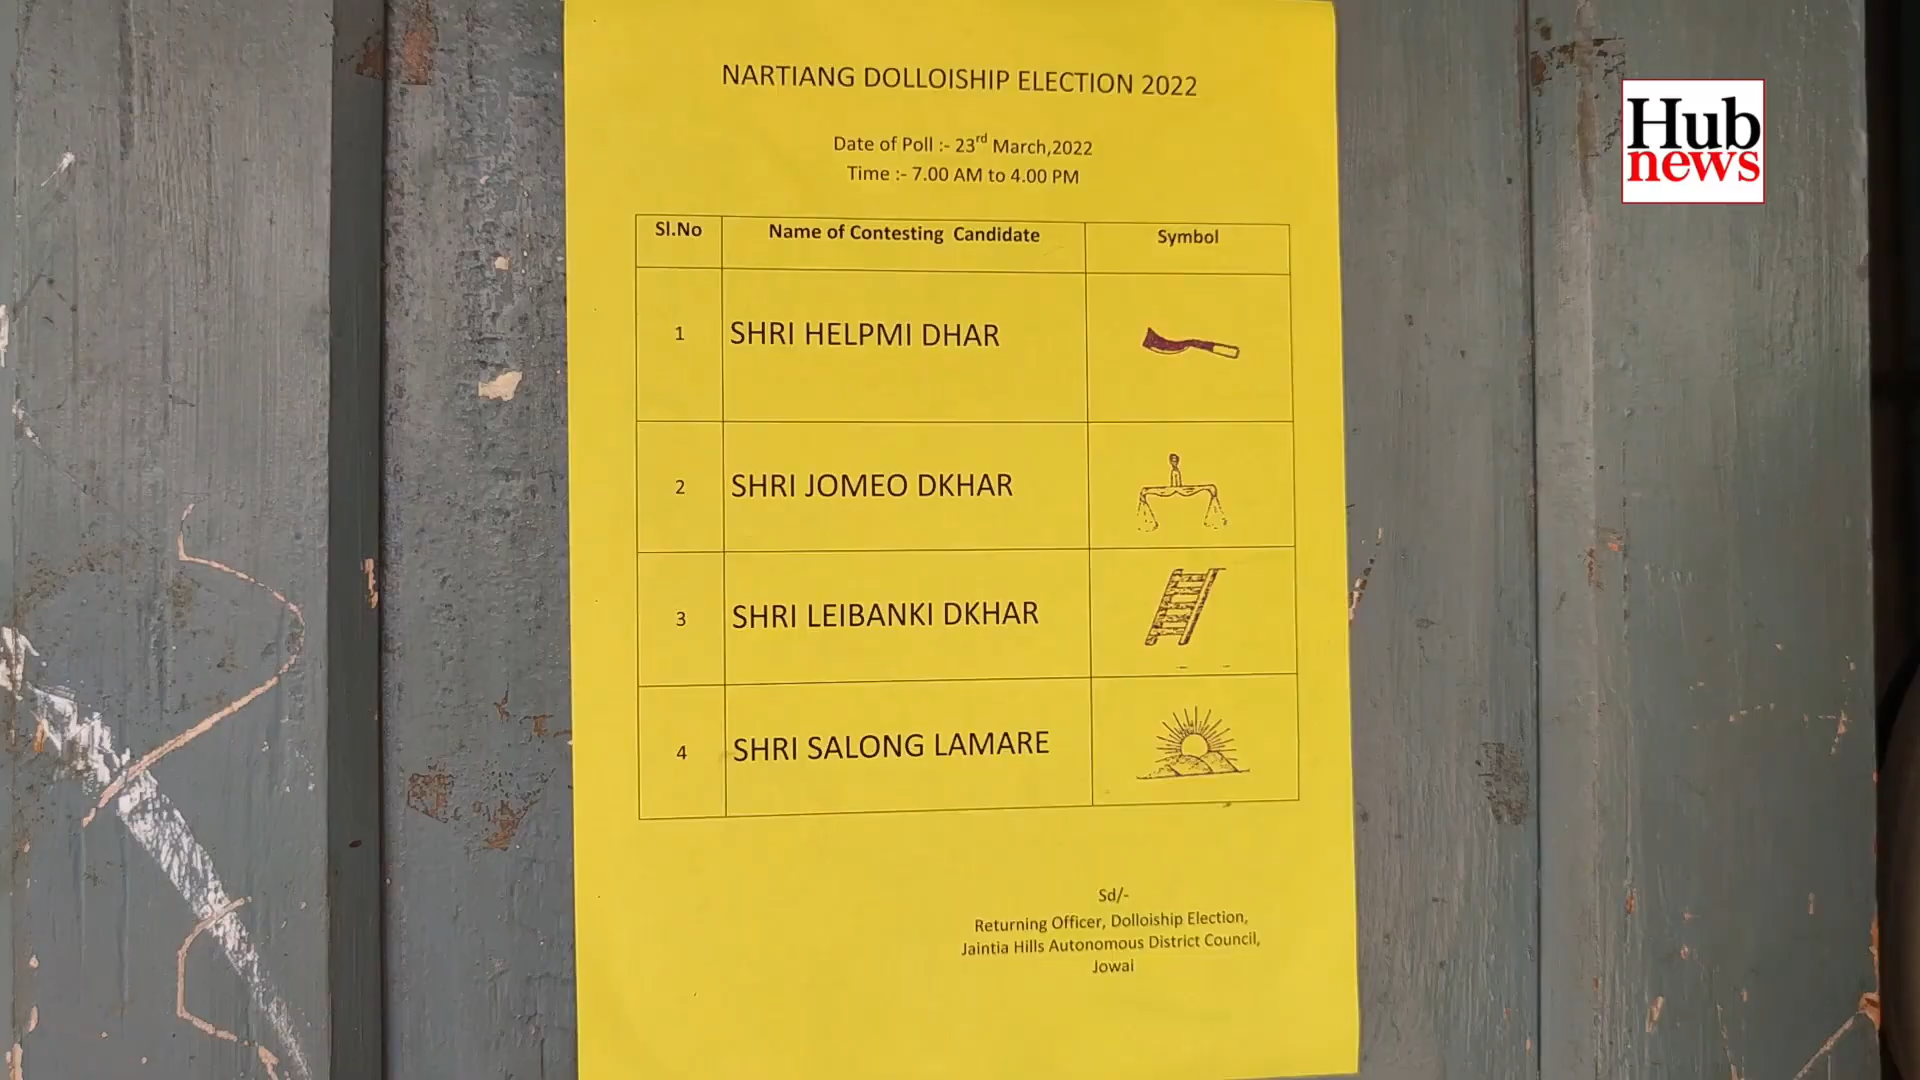 NARTIANG DOLLOISHIP ELECTION 2022
Date of Poll :- 23rd March,2022
Time :- 7.00 AM to 4.00 PM
Sl.No Name of Contesting Candidate Symbol
1 SHRI HELPMI DHAR
2 SHRI JOMEO DKHAR
3 SHRI LEIBANKI DKHAR
4 SHRI SALONG LAMARE
Sd/-
Returning Officer, Dolloiship Election,
Jaintia Hills Autonomous District Council,
Jowai
Hub
news